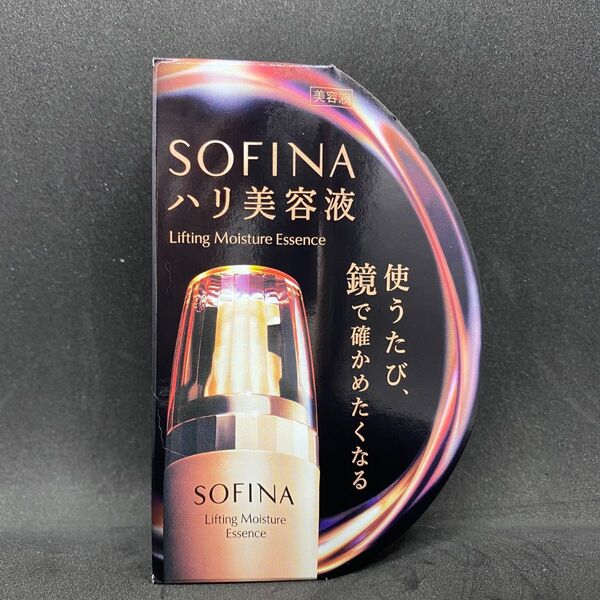 美容液
SOFINA
ハリ美容液
Lifting Moisture Essence
使うたび、
鏡で確かめたくなる
SOFINA
Lifting Moisture
Essence